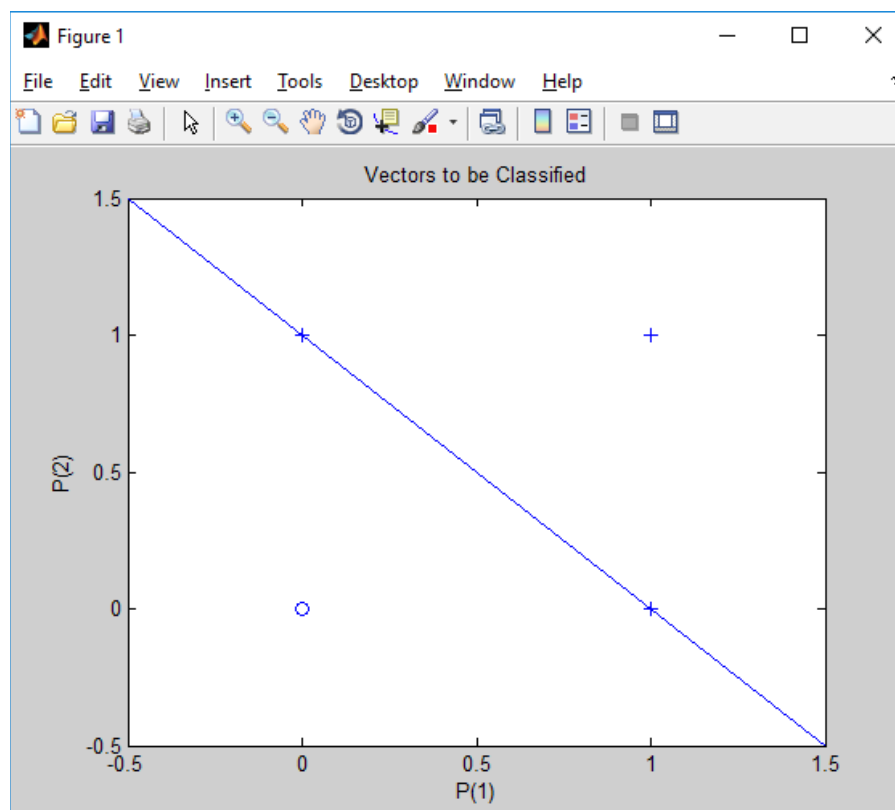 Figure 1
File Edit View Insert Tools Desktop Window Help
Vectors to be Classified
1.5
1
0.5
0
-0.5
P(2)
-0.5 0 0.5 1 1.5
P(1)